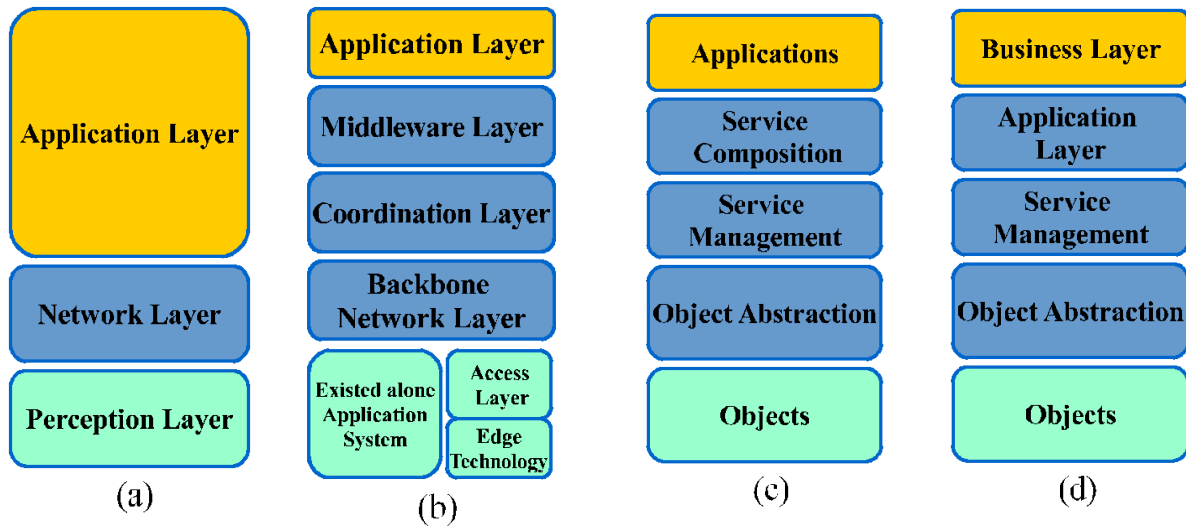 Application Layer
Network Layer
Perception Layer
(a)
Application Layer
Middleware Layer
Coordination Layer
Backbone
Network Layer
Existed alone
Application
System
Access
Layer
Edge
Technology
(b)
Applications
Service
Composition
Service
Management
Object Abstraction
Objects
(c)
Business Layer
Application
Layer
Service
Management
Object Abstraction
Objects
(d)